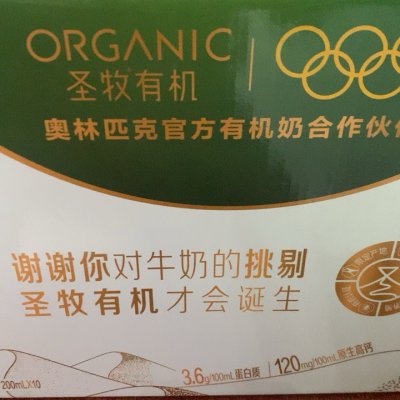 ORGANIC
圣牧有机
奥林匹克官方有机奶合作伙伴
谢谢你对牛奶的挑剔
圣牧有机才会诞生
3.6g/100mL 蛋白质 120mg/100mL 原生高钙
200mLX10